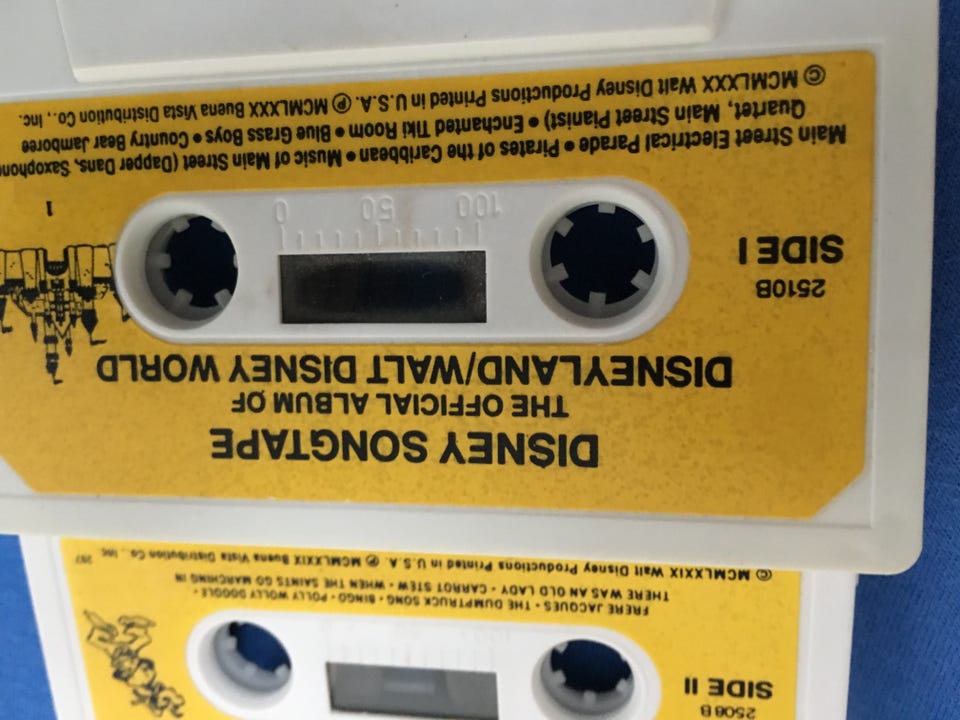 DISNEY SONGTAPE
THE OFFICIAL ALBUM OF
DISNEYLAND/WALT DISNEY WORLD
2510B
SIDE I
0 50 100
1
Main Street Electrical Parade • Pirates of the Caribbean • Music of Main Street (Dapper Dans, Saxophone
Quartet, Main Street Pianist) • Enchanted Tiki Room • Blue Grass Boys • Country Bear Jamboree
© MCMLXXX Walt Disney Productions Printed in U.S.A. ℗ MCMLXXX Buena Vista Distribution Co., Inc.
2508 B
SIDE II
FRERE JACQUES • THE DUMPTRUCK SONG • BINGO • POLLY WOLLY DOODLE •
THERE WAS AN OLD LADY • CARROT STEW • WHEN THE SAINTS GO MARCHING IN
© MCMLXXIX Walt Disney Productions Printed in U.S.A. ℗ MCMLXXIX Buena Vista Distribution Co., Inc.
287